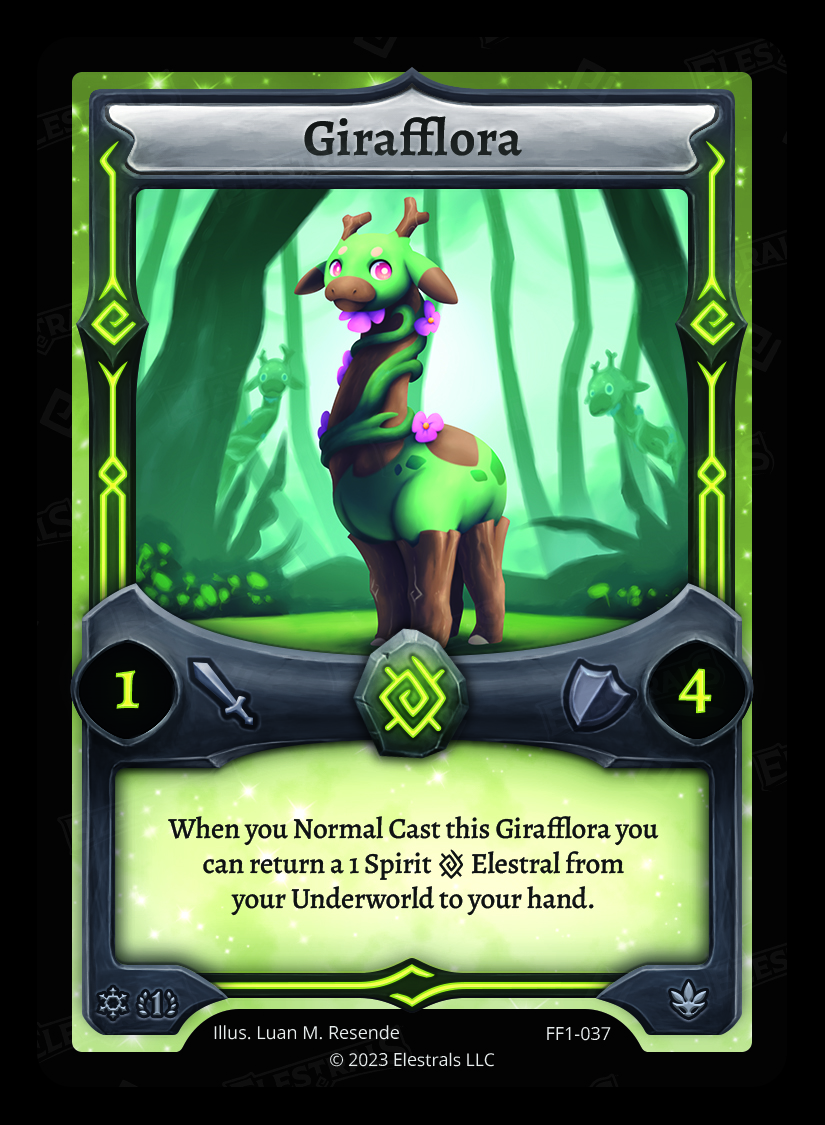 Girafflora
1
4
When you Normal Cast this Girafflora you
can return a 1 Spirit Elestral from
your Underworld to your hand.
1
Illus. Luan M. Resende
FF1-037
© 2023 Elestrals LLC